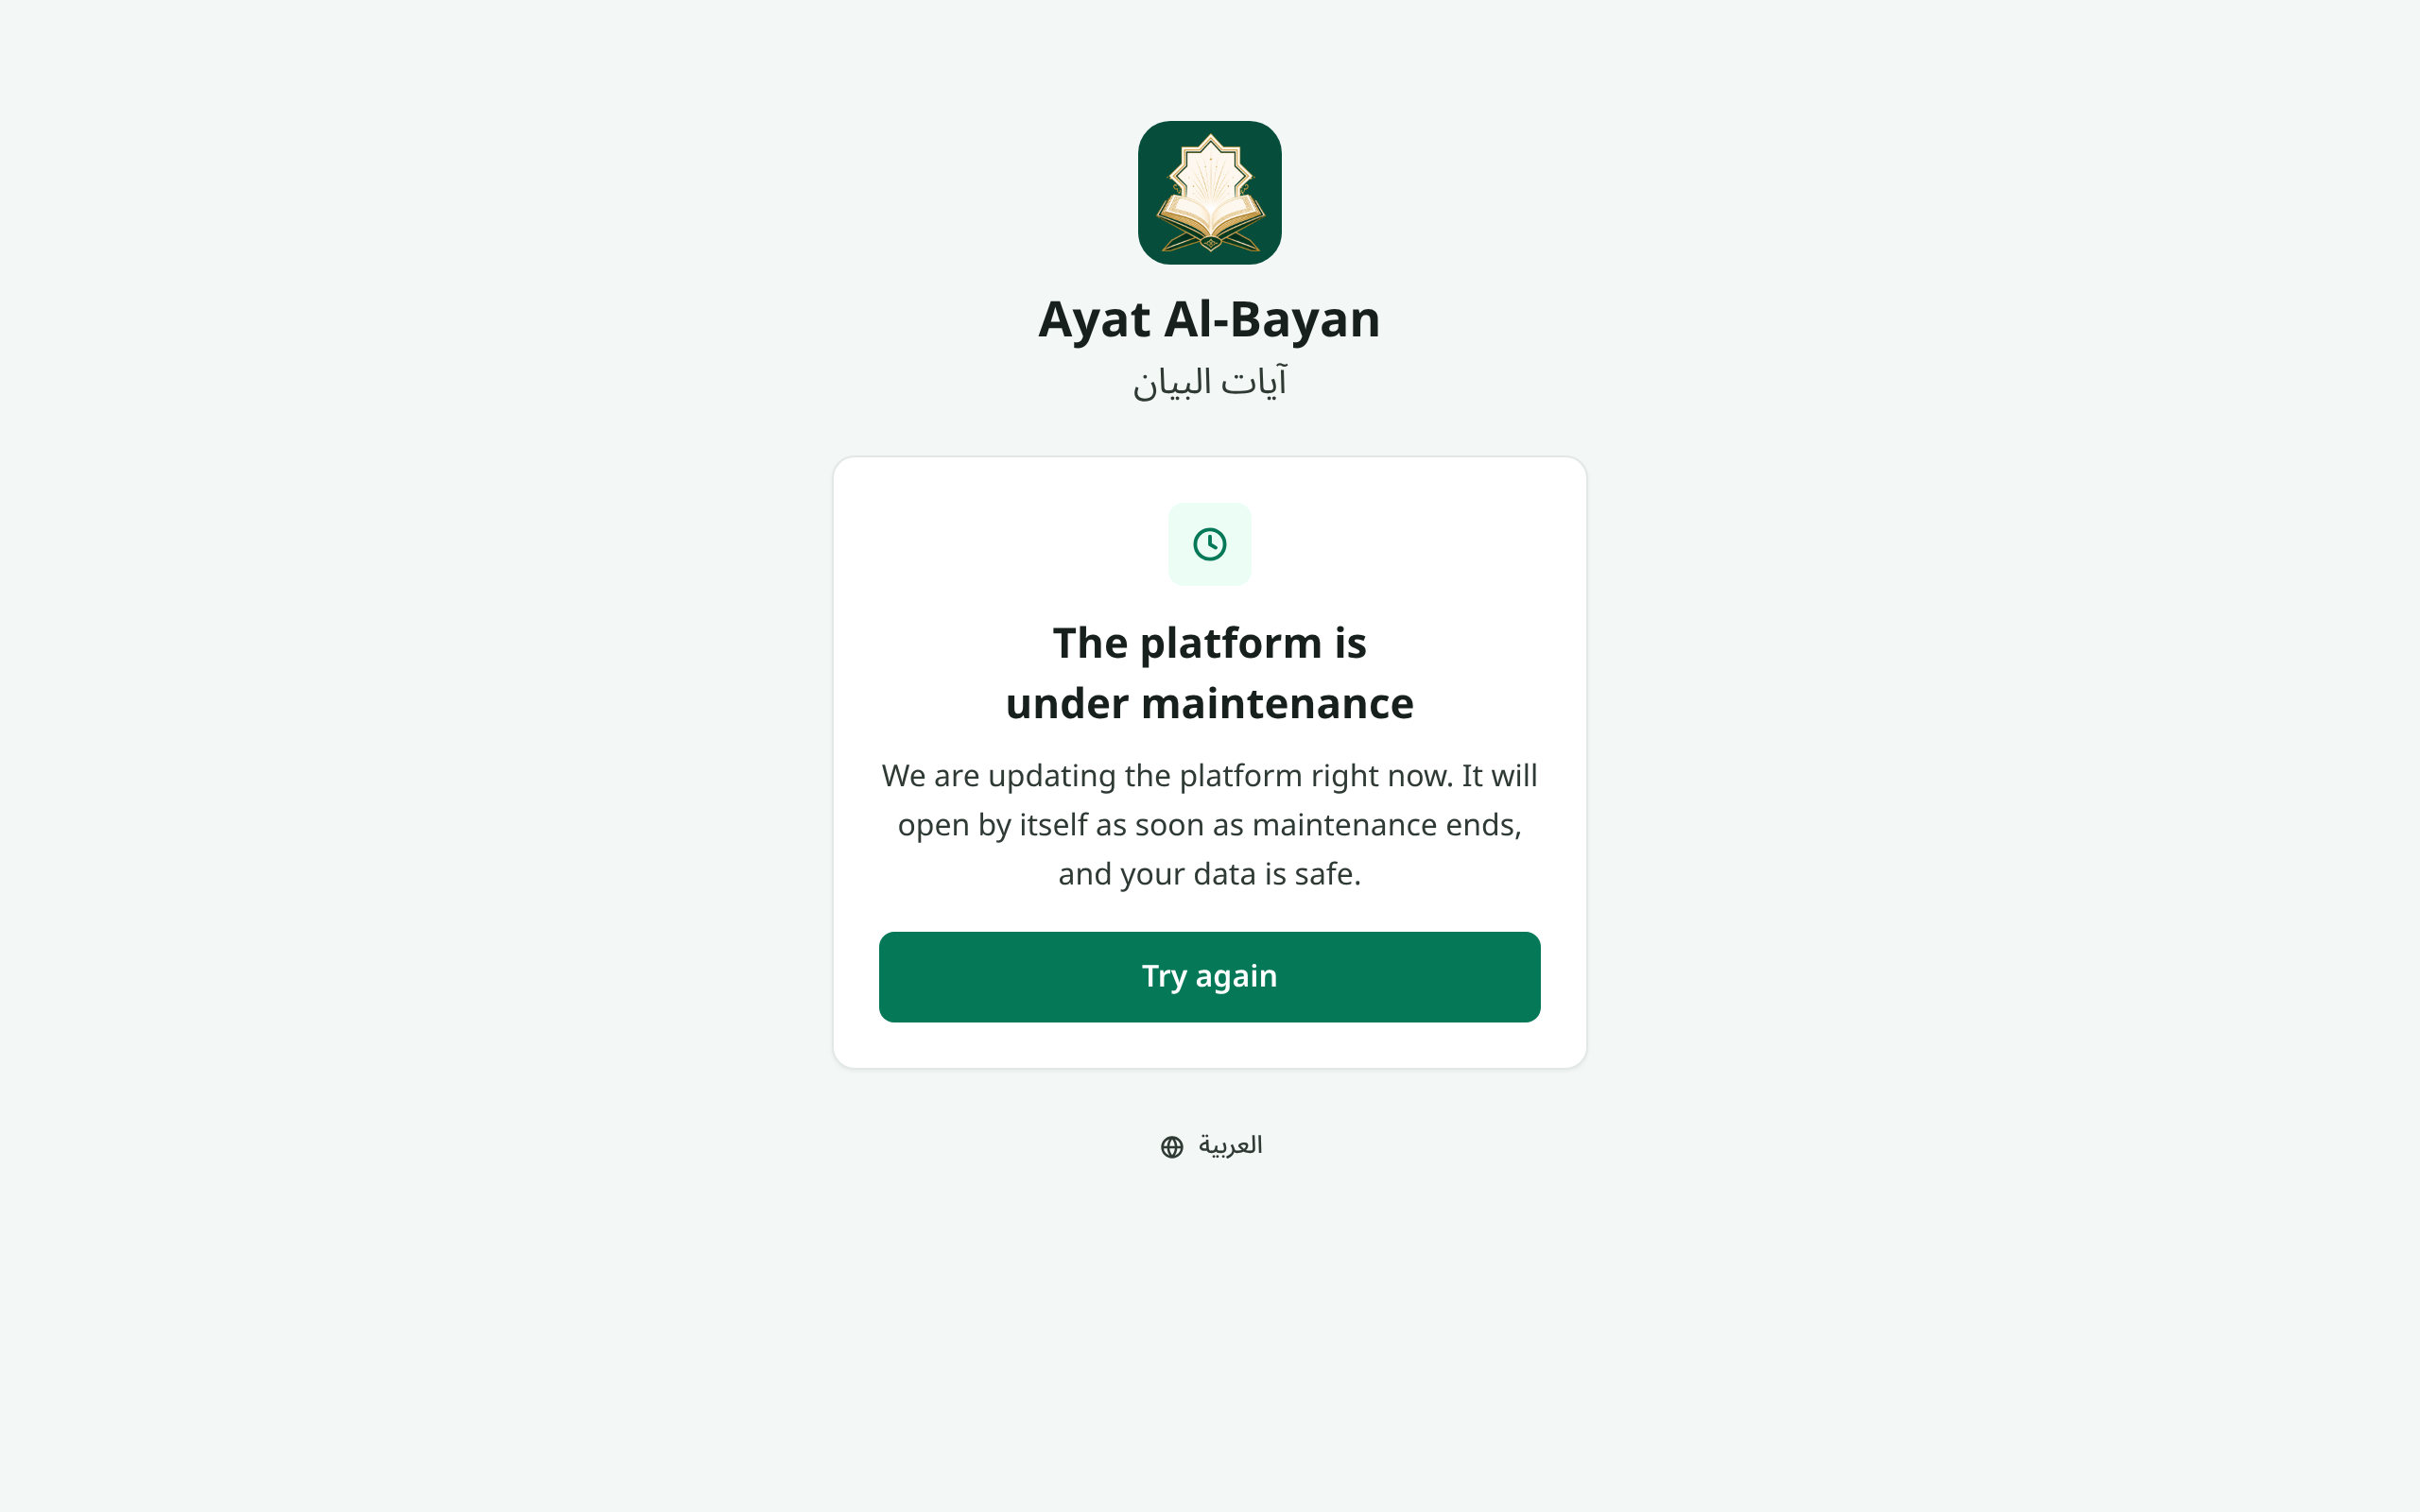 Ayat Al-Bayan
آيات البيان
The platform is
under maintenance
We are updating the platform right now. It will
open by itself as soon as maintenance ends,
and your data is safe.
Try again
العربية